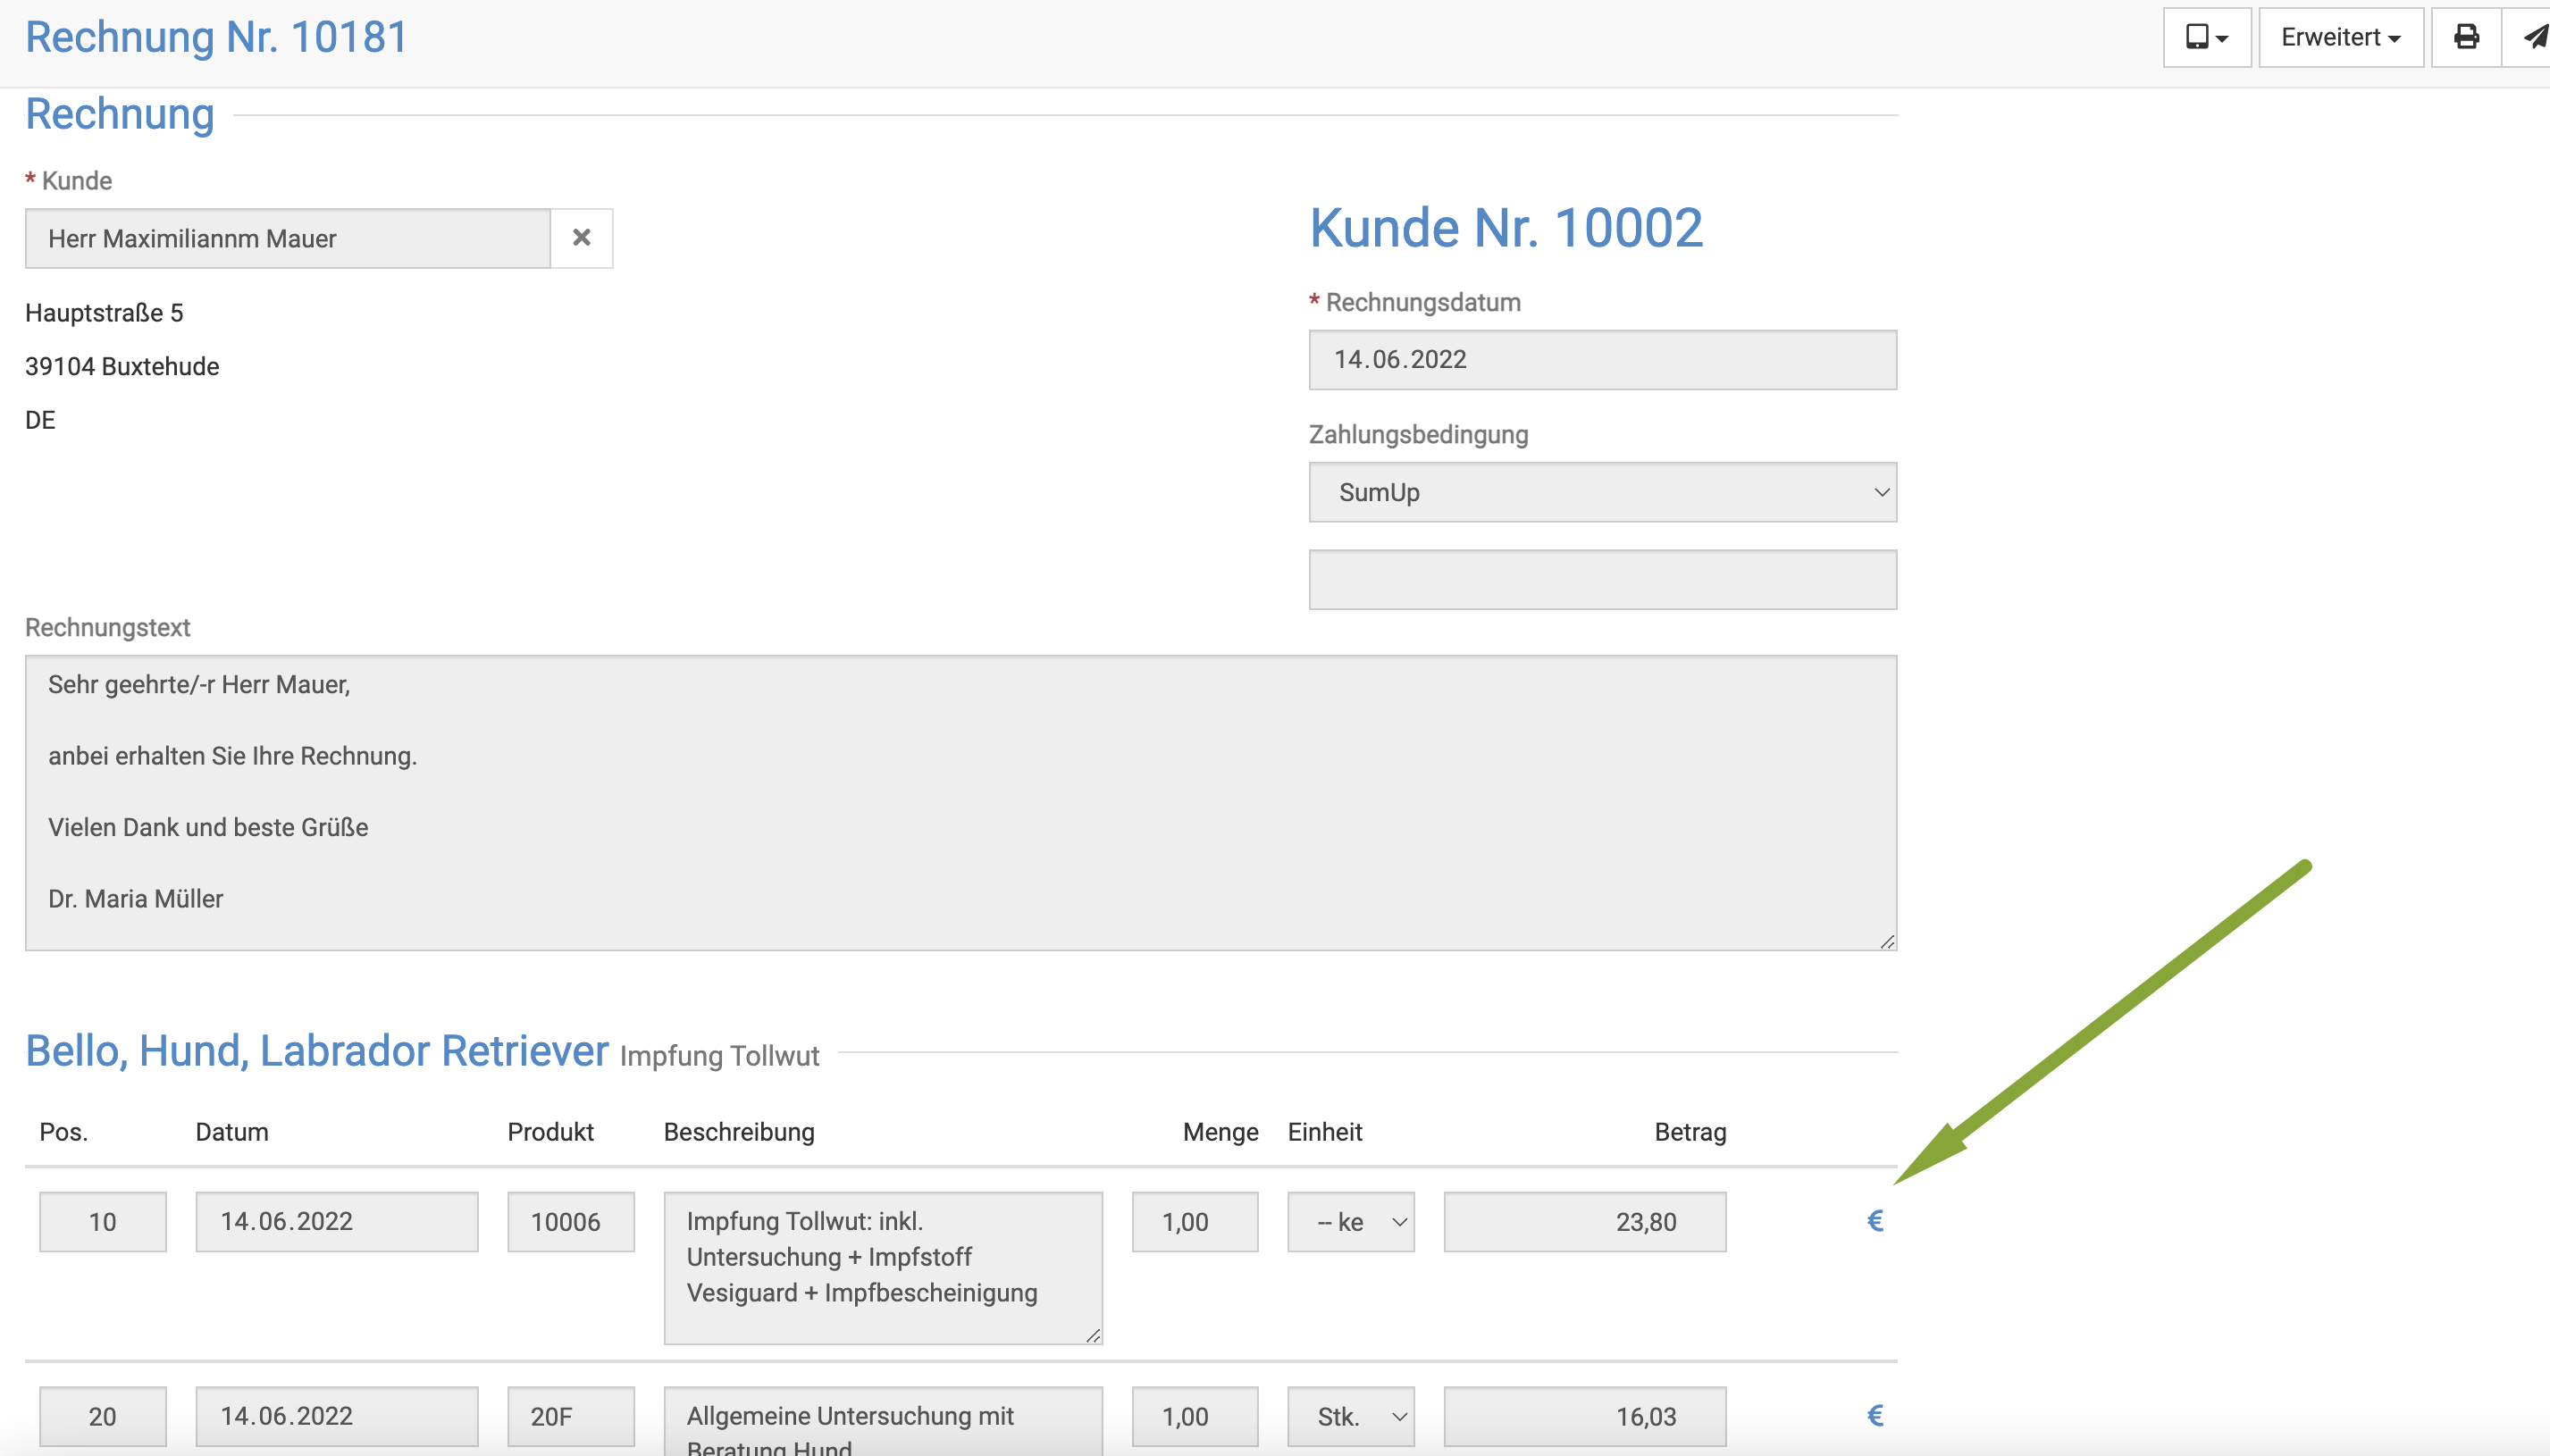 Rechnung Nr. 10181
Erweitert
Rechnung
* Kunde
Herr Maximiliannm Mauer
Hauptstraße 5
39104 Buxtehude
DE
Kunde Nr. 10002
* Rechnungsdatum
14.06.2022
Zahlungsbedingung
SumUp
Rechnungstext
Sehr geehrte/-r Herr Mauer,
anbei erhalten Sie Ihre Rechnung.
Vielen Dank und beste Grüße
Dr. Maria Müller
Bello, Hund, Labrador Retriever Impfung Tollwut
Pos. Datum Produkt Beschreibung Menge Einheit Betrag
10 14.06.2022 10006 Impfung Tollwut: inkl. 1,00 -- ke 23,80 €
Untersuchung + Impfstoff
Vesiguard + Impfbescheinigung
20 14.06.2022 20F Allgemeine Untersuchung mit 1,00 Stk. 16,03 €
Beratung Hund